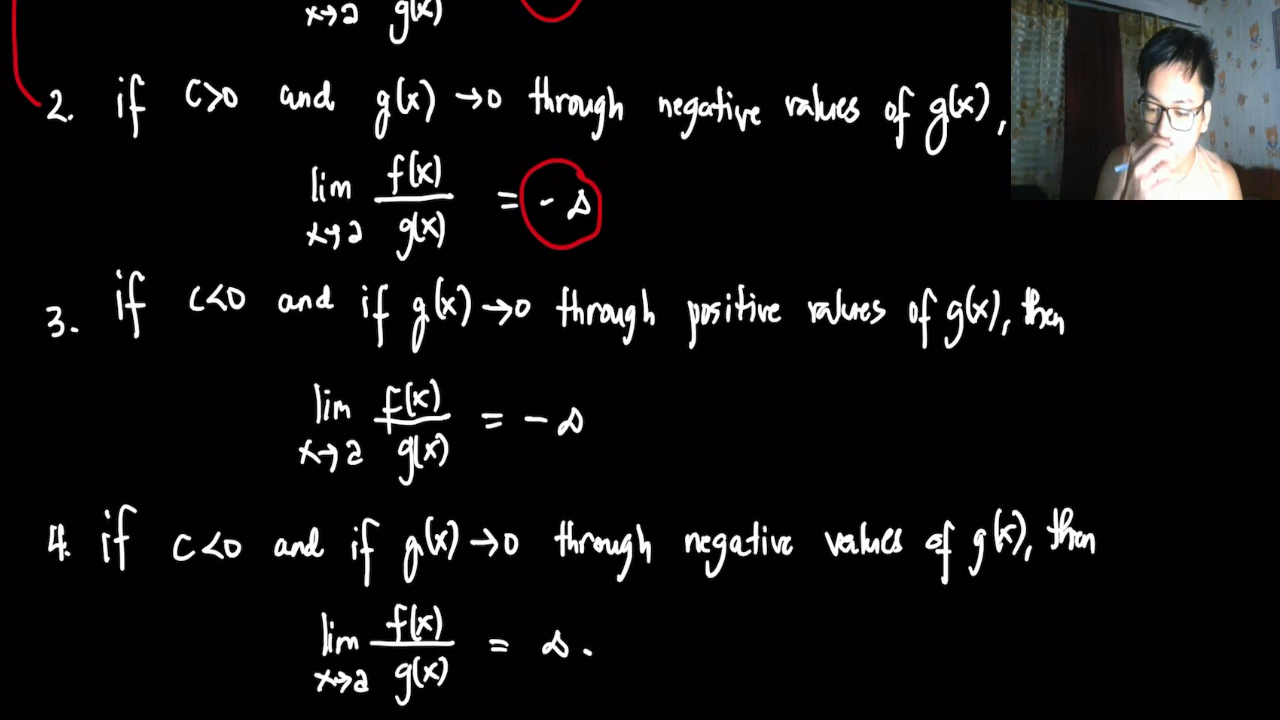 x→a g(x)
2. if c>0 and g(x) →0 through negative values of g(x),
lim f(x)/g(x) = -∞
x→a
3. if c<0 and if g(x)→0 through positive values of g(x), then
lim f(x)/g(x) = -∞
x→a
4. if c<0 and if g(x)→0 through negative values of g(x), then
lim f(x)/g(x) = ∞.
x→a